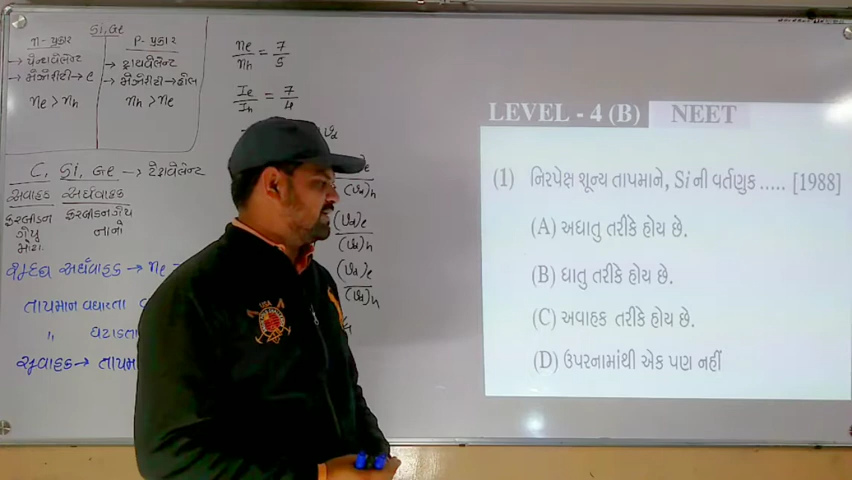 Si, Ge
n- પ્રકાર
→ પેન્ટાવેલેન્ટ
→ મેજોરીટી → e
ne > nh
P- પ્રકાર
→ ટ્રાયવેલેન્ટ
→ મેજોરીટી → હોલ
nh > ne
ne/nh = 7/5
Ie/Ih = 7/4
C, Si, Ge → ટેટ્રાવેલેન્ટ
અવાહક અર્ધવાહક
ફરબીડન ફરબીડન ગેપ
ગેપ નાનો
મોટા
શુદ્ધ અર્ધવાહક → ne
તાપમાન વધારતા
" ઘટાડતા
સુવાહક →
LEVEL - 4 (B) NEET
(1) નિરપેક્ષ શૂન્ય તાપમાને, Si ની વર્તણુક ..... [1988]
(A) અધાતુ તરીકે હોય છે.
(B) ધાતુ તરીકે હોય છે.
(C) અવાહક તરીકે હોય છે.
(D) ઉપરનામાંથી એક પણ નહીં